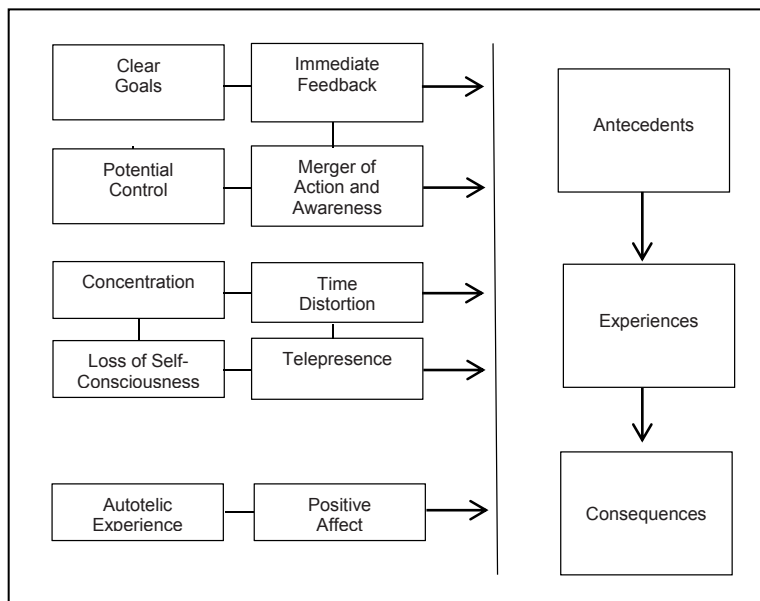 Clear
Goals
Immediate
Feedback
Antecedents
Potential
Control
Merger of
Action and
Awareness
Concentration
Time
Distortion
Experiences
Loss of Self-
Consciousness
Telepresence
Autotelic
Experience
Positive
Affect
Consequences